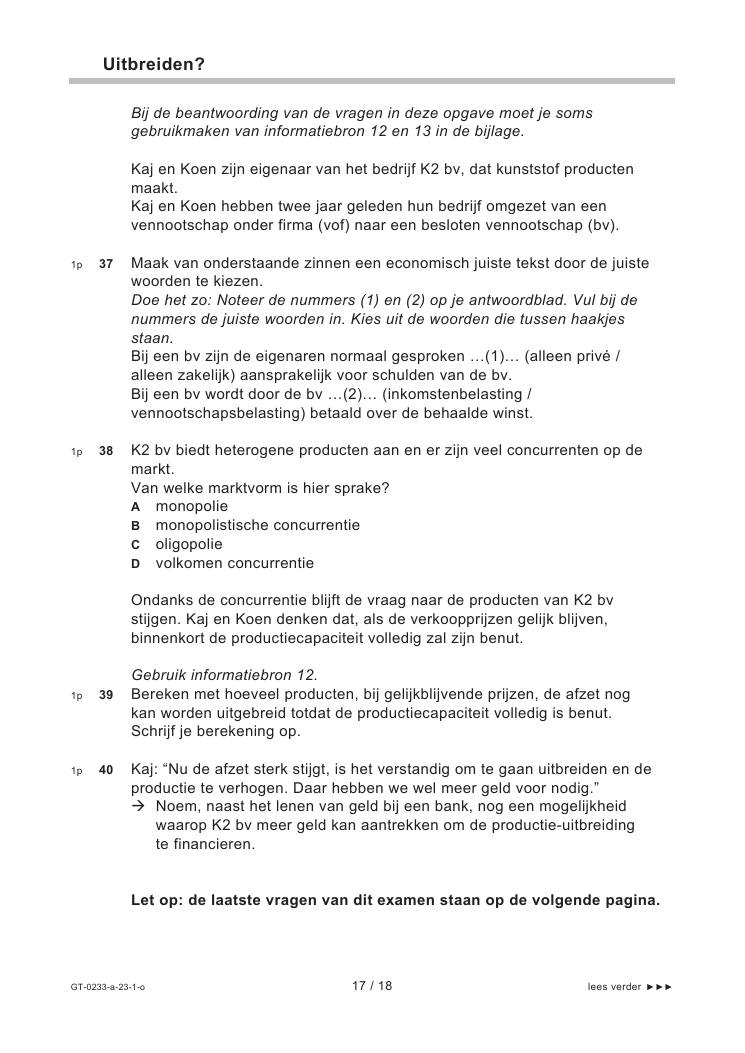 Uitbreiden?
Bij de beantwoording van de vragen in deze opgave moet je soms
gebruikmaken van informatiebron 12 en 13 in de bijlage.
Kaj en Koen zijn eigenaar van het bedrijf K2 bv, dat kunststof producten
maakt.
Kaj en Koen hebben twee jaar geleden hun bedrijf omgezet van een
vennootschap onder firma (vof) naar een besloten vennootschap (bv).
1p 37 Maak van onderstaande zinnen een economisch juiste tekst door de juiste
woorden te kiezen.
Doe het zo: Noteer de nummers (1) en (2) op je antwoordblad. Vul bij de
nummers de juiste woorden in. Kies uit de woorden die tussen haakjes
staan.
Bij een bv zijn de eigenaren normaal gesproken …(1)… (alleen privé /
alleen zakelijk) aansprakelijk voor schulden van de bv.
Bij een bv wordt door de bv …(2)… (inkomstenbelasting /
vennootschapsbelasting) betaald over de behaalde winst.
1p 38 K2 bv biedt heterogene producten aan en er zijn veel concurrenten op de
markt.
Van welke marktvorm is hier sprake?
A monopolie
B monopolistische concurrentie
C oligopolie
D volkomen concurrentie
Ondanks de concurrentie blijft de vraag naar de producten van K2 bv
stijgen. Kaj en Koen denken dat, als de verkoopprijzen gelijk blijven,
binnenkort de productiecapaciteit volledig zal zijn benut.
Gebruik informatiebron 12.
1p 39 Bereken met hoeveel producten, bij gelijkblijvende prijzen, de afzet nog
kan worden uitgebreid totdat de productiecapaciteit volledig is benut.
Schrijf je berekening op.
1p 40 Kaj: “Nu de afzet sterk stijgt, is het verstandig om te gaan uitbreiden en de
productie te verhogen. Daar hebben we wel meer geld voor nodig.”
→ Noem, naast het lenen van geld bij een bank, nog een mogelijkheid
waarop K2 bv meer geld kan aantrekken om de productie-uitbreiding
te financieren.
Let op: de laatste vragen van dit examen staan op de volgende pagina.
GT-0233-a-23-1-o 17 / 18 lees verder ►►►